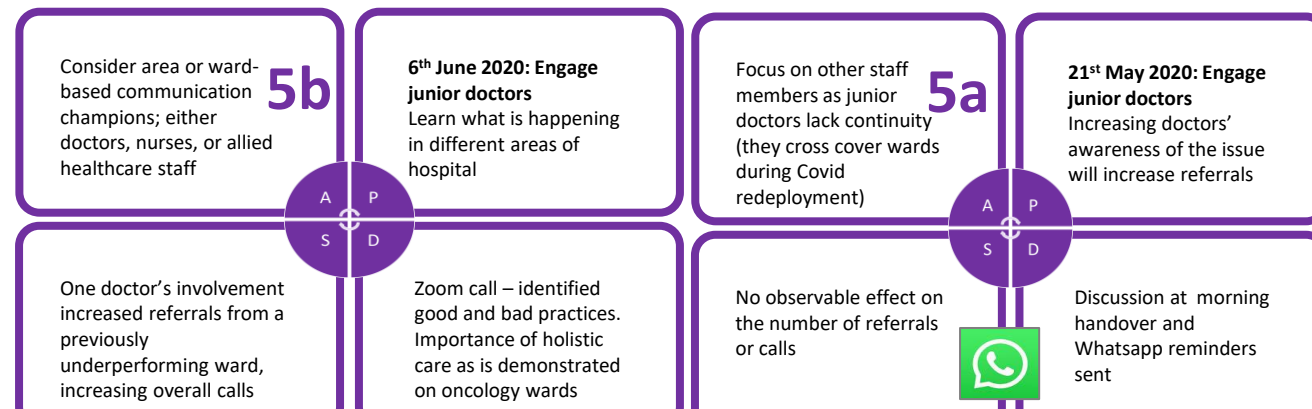 Consider area or ward-
based communication
champions; either
doctors, nurses, or allied
healthcare staff
5b
6th June 2020: Engage
junior doctors
Learn what is happening
in different areas of
hospital
A P
S D
One doctor’s involvement
increased referrals from a
previously
underperforming ward,
increasing overall calls
Zoom call – identified
good and bad practices.
Importance of holistic
care as is demonstrated
on oncology wards
Focus on other staff
members as junior
doctors lack continuity
(they cross cover wards
during Covid
redeployment)
5a
21st May 2020: Engage
junior doctors
Increasing doctors’
awareness of the issue
will increase referrals
A P
S D
No observable effect on
the number of referrals
or calls
Discussion at morning
handover and
Whatsapp reminders
sent